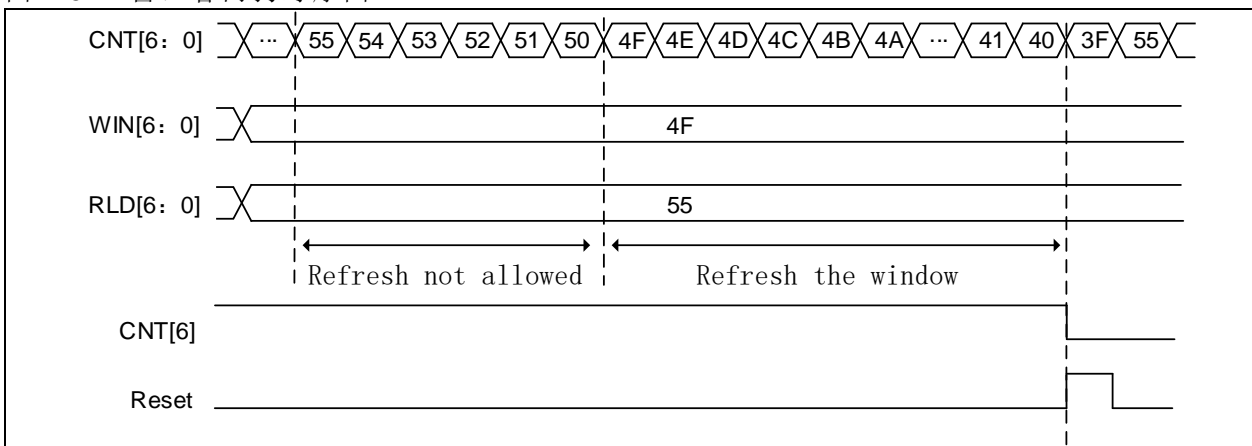 CNT[6：0] ... 55 54 53 52 51 50 4F 4E 4D 4C 4B 4A ... 41 40 3F 55
WIN[6：0] 4F
RLD[6：0] 55
Refresh not allowed Refresh the window
CNT[6]
Reset